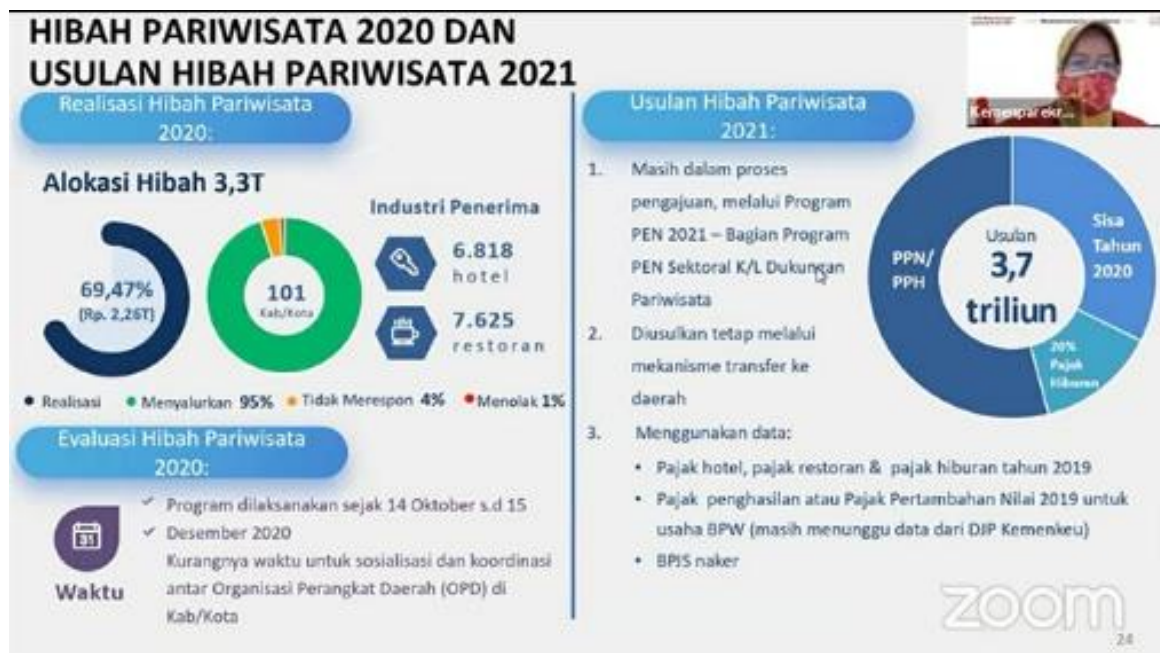 HIBAH PARIWISATA 2020 DAN
USULAN HIBAH PARIWISATA 2021
Realisasi Hibah Pariwisata
2020:
Alokasi Hibah 3,3T
69,47%
(Rp. 2,26T)
101
Kab/Kota
Industri Penerima
6.818
hotel
7.625
restoran
Realisasi
Menyalurkan 95%
Tidak Merespon 4%
Menolak 1%
Evaluasi Hibah Pariwisata
2020:
31
Waktu
Program dilaksanakan sejak 14 Oktober s.d 15
Desember 2020
Kurangnya waktu untuk sosialisasi dan koordinasi
antar Organisasi Perangkat Daerah (OPD) di
Kab/Kota
Usulan Hibah Pariwisata
2021:
1. Masih dalam proses
pengajuan, melalui Program
PEN 2021 – Bagian Program
PEN Sektoral K/L Dukungan
Pariwisata
2. Diusulkan tetap melalui
mekanisme transfer ke
daerah
3. Menggunakan data:
• Pajak hotel, pajak restoran & pajak hiburan tahun 2019
• Pajak penghasilan atau Pajak Pertambahan Nilai 2019 untuk
usaha BPW (masih menunggu data dari DJP Kemenkeu)
• BPJS naker
Kemenparekr...
PPN/
PPH
Usulan
3,7
triliun
Sisa
Tahun
2020
20%
Pajak
Hiburan
zoom
24